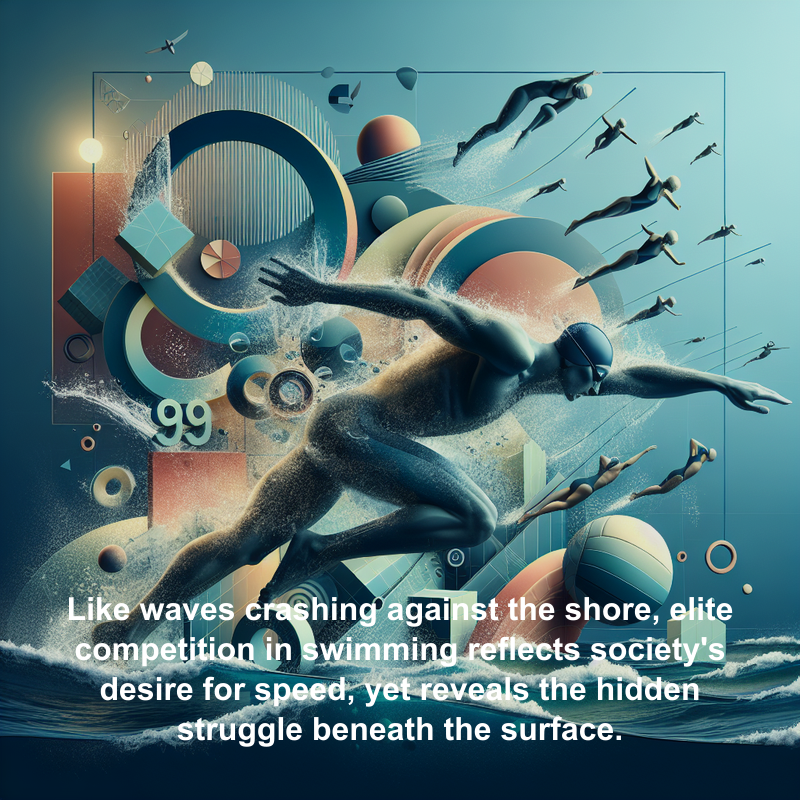 99
Like waves crashing against the shore, elite
competition in swimming reflects society's
desire for speed, yet reveals the hidden
struggle beneath the surface.